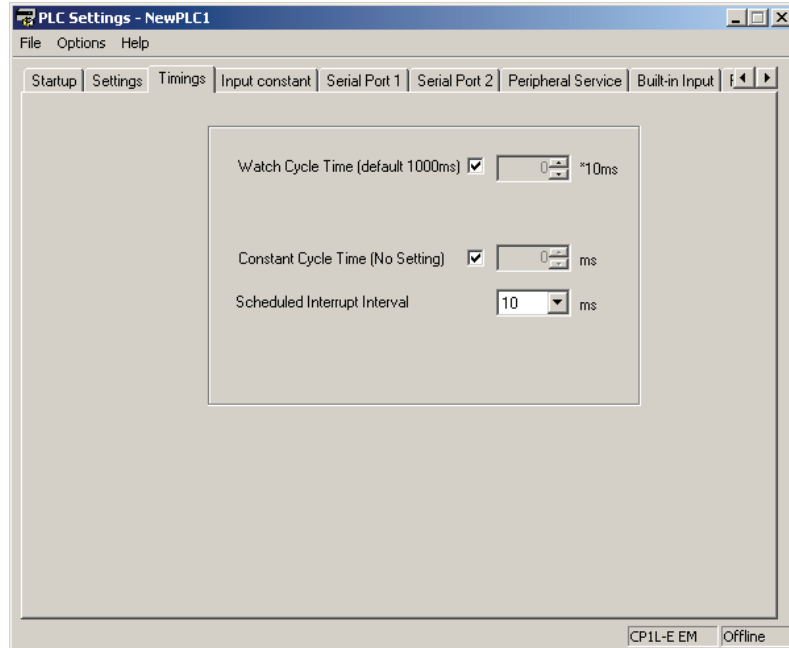 PLC Settings - NewPLC1
File Options Help
Startup Settings Timings Input constant Serial Port 1 Serial Port 2 Peripheral Service Built-in Input
Watch Cycle Time (default 1000ms) 0 *10ms
Constant Cycle Time (No Setting) 0 ms
Scheduled Interrupt Interval 10 ms
CP1L-E EM Offline